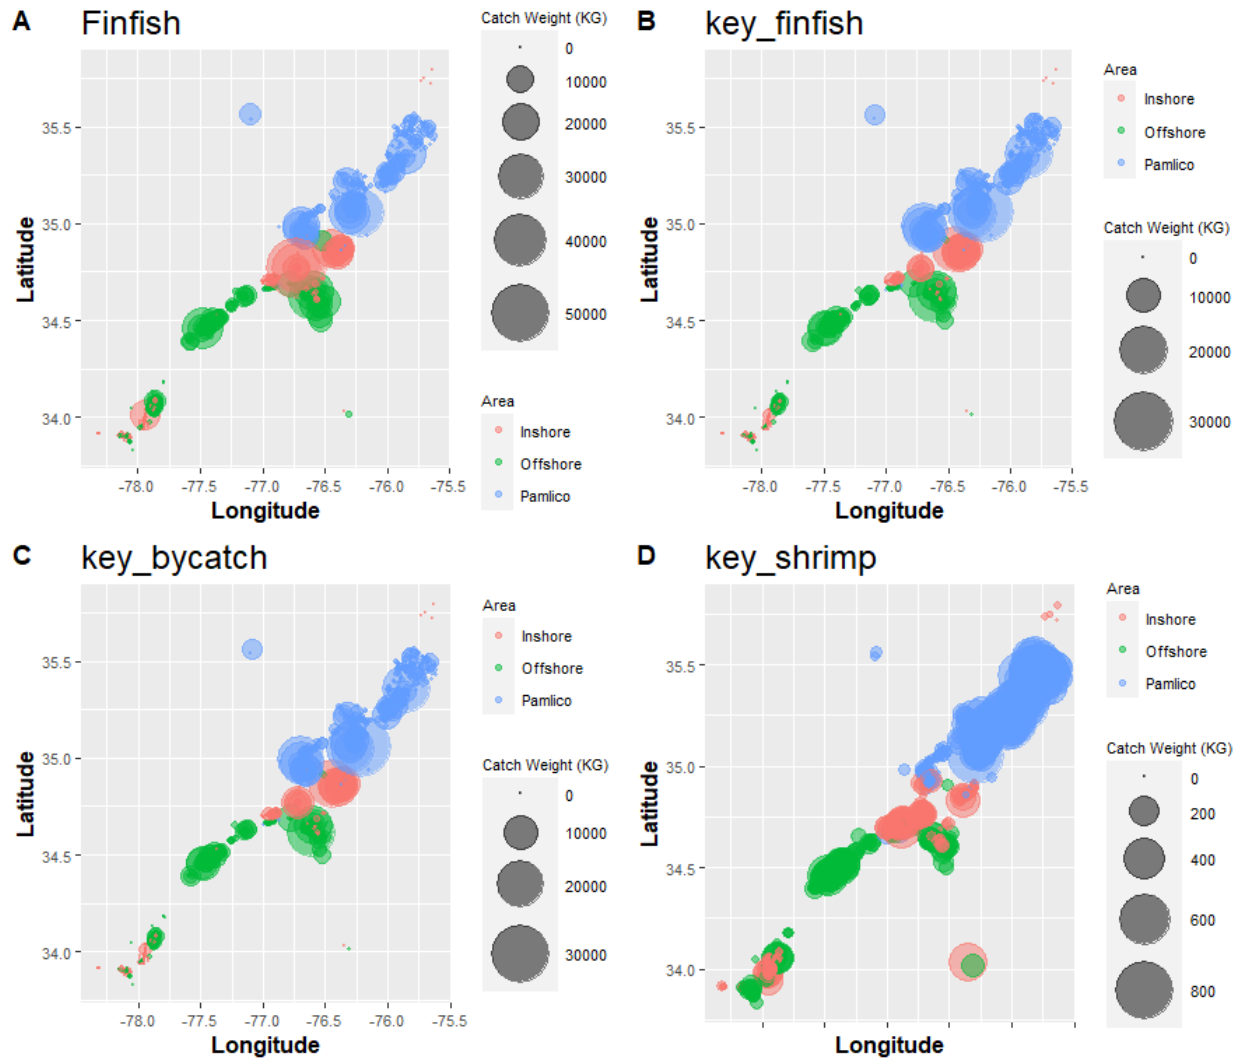 A Finfish
Catch Weight (KG)
0
10000
20000
30000
40000
50000
Area
Inshore
Offshore
Pamlico
Latitude
35.5
35.0
34.5
34.0
-78.0 -77.5 -77.0 -76.5 -76.0 -75.5
Longitude
B key_finfish
Area
Inshore
Offshore
Pamlico
Catch Weight (KG)
0
10000
20000
30000
Latitude
35.5
35.0
34.5
34.0
-78.0 -77.5 -77.0 -76.5 -76.0 -75.5
Longitude
C key_bycatch
Area
Inshore
Offshore
Pamlico
Catch Weight (KG)
0
10000
20000
30000
Latitude
35.5
35.0
34.5
34.0
-78.0 -77.5 -77.0 -76.5 -76.0 -75.5
Longitude
D key_shrimp
Area
Inshore
Offshore
Pamlico
Catch Weight (KG)
0
200
400
600
800
Latitude
35.5
35.0
34.5
34.0
Longitude